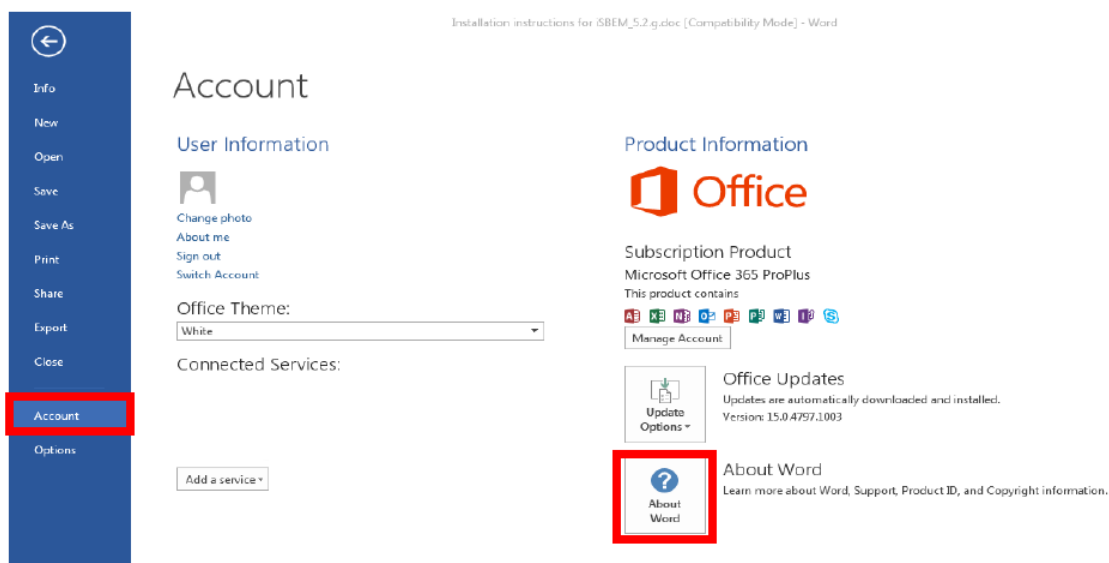 Installation instructions for iSBEM_5.2.g.doc [Compatibility Mode] - Word
Info
New
Open
Save
Save As
Print
Share
Export
Close
Account
Options
Account
User Information
Change photo
About me
Sign out
Switch Account
Office Theme:
White
Connected Services:
Add a service
Product Information
Office
Subscription Product
Microsoft Office 365 ProPlus
This product contains
Manage Account
Update
Options
Office Updates
Updates are automatically downloaded and installed.
Version: 15.0.4797.1003
About
Word
About Word
Learn more about Word, Support, Product ID, and Copyright information.